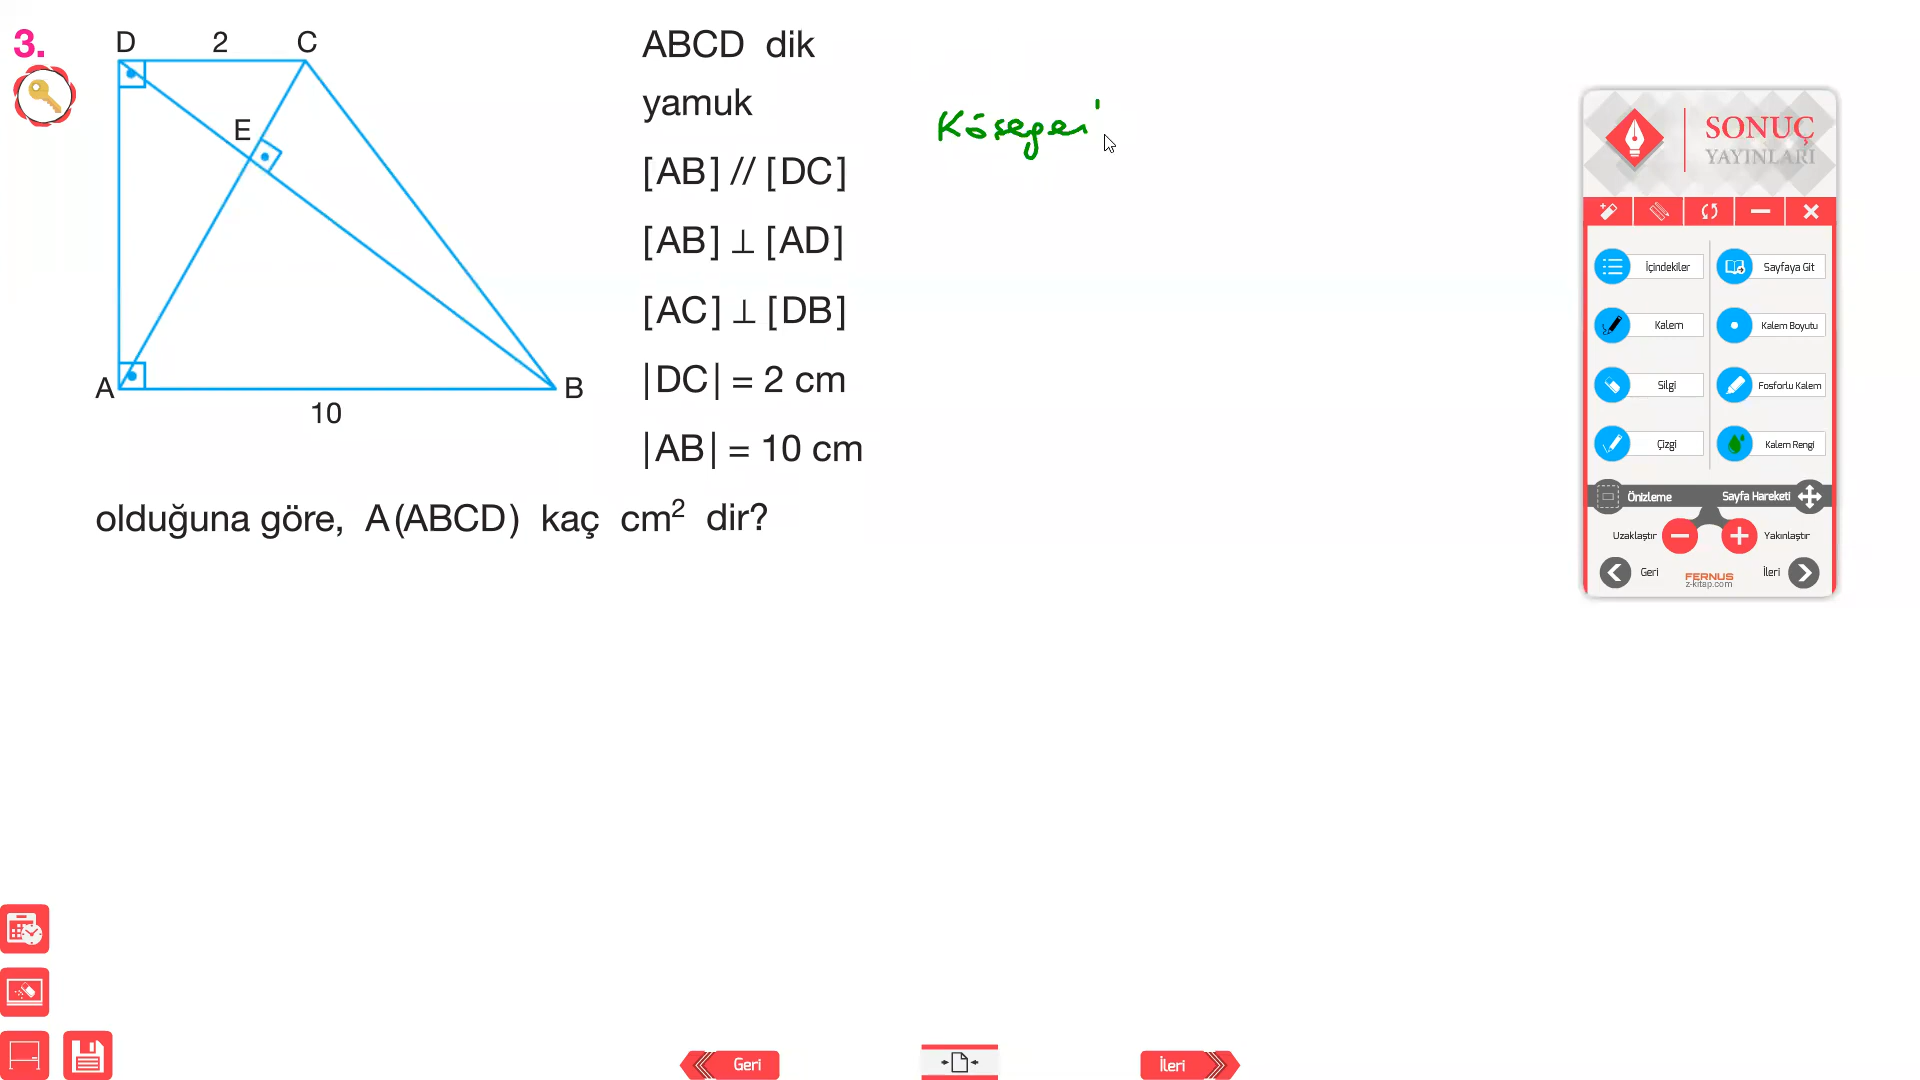 3.
D 2 C
E
A B
10
ABCD dik
yamuk
[AB] // [DC]
[AB] ⊥ [AD]
[AC] ⊥ [DB]
|DC| = 2 cm
|AB| = 10 cm
olduğuna göre, A(ABCD) kaç cm² dir?
SONUÇ
YAYINLARI
İçindekiler
Sayfaya Git
Kalem
Kalem Boyutu
Silgi
Fosforlu Kalem
Çizgi
Kalem Rengi
Önizleme
Sayfa Hareketi
Uzaklaştır
Yakınlaştır
Geri
FERNUS
z-kitap.com
İleri
Geri
İleri